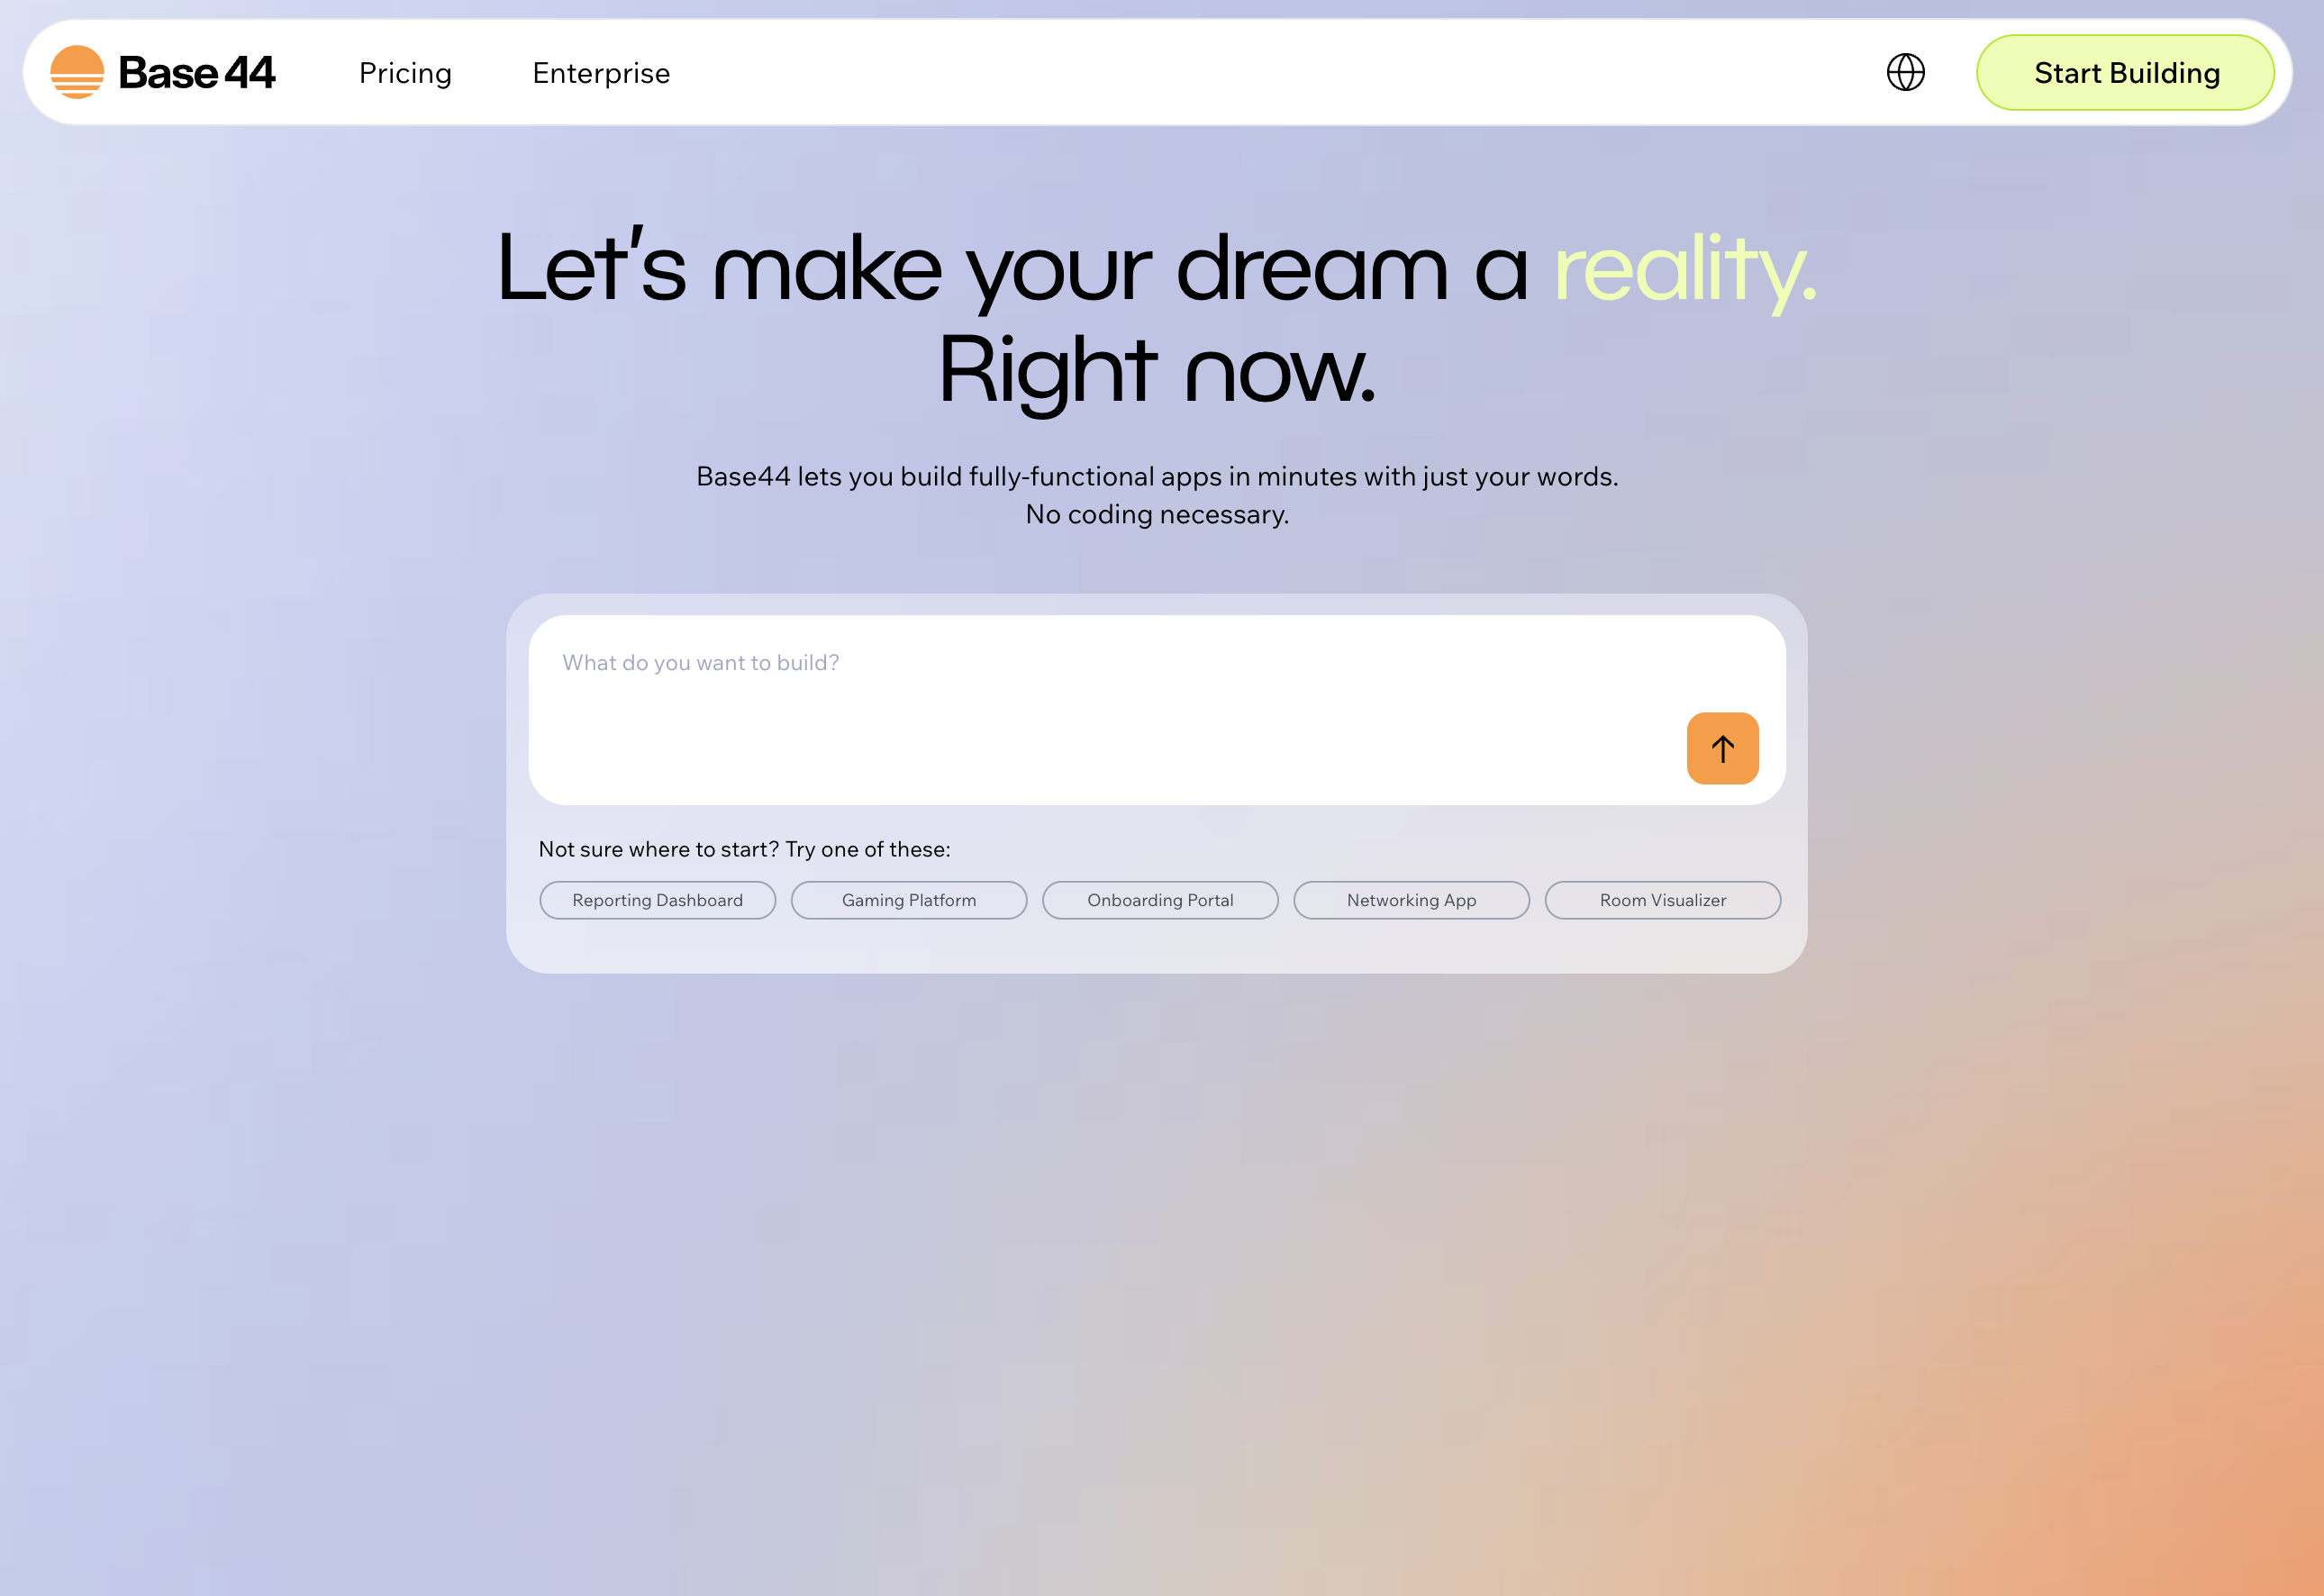 Base 44
Pricing
Enterprise
Start Building
Let's make your dream a reality.
Right now.
Base44 lets you build fully-functional apps in minutes with just your words.
No coding necessary.
What do you want to build?
Not sure where to start? Try one of these:
Reporting Dashboard
Gaming Platform
Onboarding Portal
Networking App
Room Visualizer